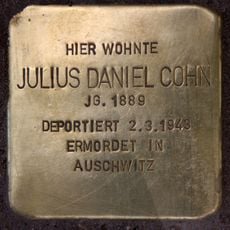 HIER WOHNTE
JULIUS DANIEL COHN
JG. 1889
DEPORTIERT 2.3.1943
ERMORDET IN
AUSCHWITZ